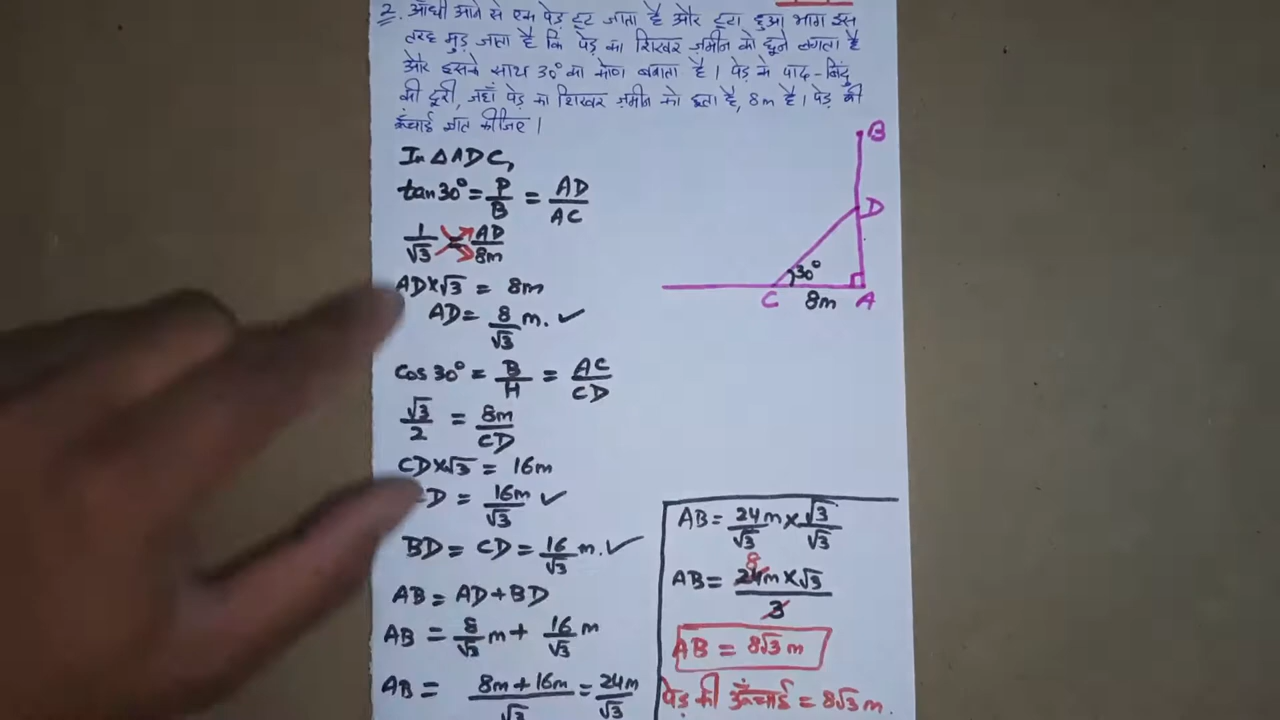 2. आँधी आने से एक पेड़ टूट जाता है और टूटा हुआ भाग इस
तरह मुड़ जाता है कि पेड़ का शिखर ज़मीन को छूने लगता है
और इसके साथ 30° का कोण बनाता है। पेड़ के पाद-बिंदु
की दूरी, जहाँ पेड़ का शिखर ज़मीन को छूता है, 8m है। पेड़ की
ऊँचाई ज्ञात कीजिए।
In △ADC,
tan30° = P/B = AD/AC
1/√3 = AD/8m
AD×√3 = 8m
AD = 8/√3 m. ✓
Cos 30° = B/H = AC/CD
√3/2 = 8m/CD
CD×√3 = 16m
D = 16m/√3 ✓
BD = CD = 16/√3 m. ✓
AB = AD+BD
AB = 8/√3 m + 16/√3 m
AB = 8m+16m/√3 = 24m/√3
B
D
30°
C 8m A
AB = 24/√3 m × √3/√3
8
AB = 24m×√3/3
AB = 8√3 m
पेड़ की ऊँचाई = 8√3 m.